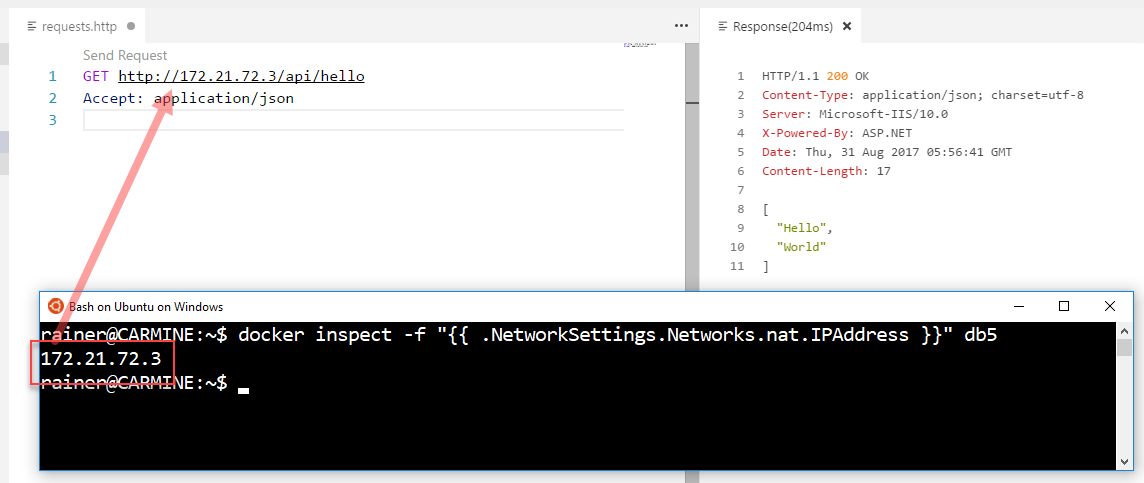 requests.http
Send Request
1 GET http://172.21.72.3/api/hello
2 Accept: application/json
3
Response(204ms)
1 HTTP/1.1 200 OK
2 Content-Type: application/json; charset=utf-8
3 Server: Microsoft-IIS/10.0
4 X-Powered-By: ASP.NET
5 Date: Thu, 31 Aug 2017 05:56:41 GMT
6 Content-Length: 17
7
8 [
9 "Hello",
10 "World"
11 ]
Bash on Ubuntu on Windows
rainer@CARMINE:~$ docker inspect -f "{{ .NetworkSettings.Networks.nat.IPAddress }}" db5
172.21.72.3
rainer@CARMINE:~$